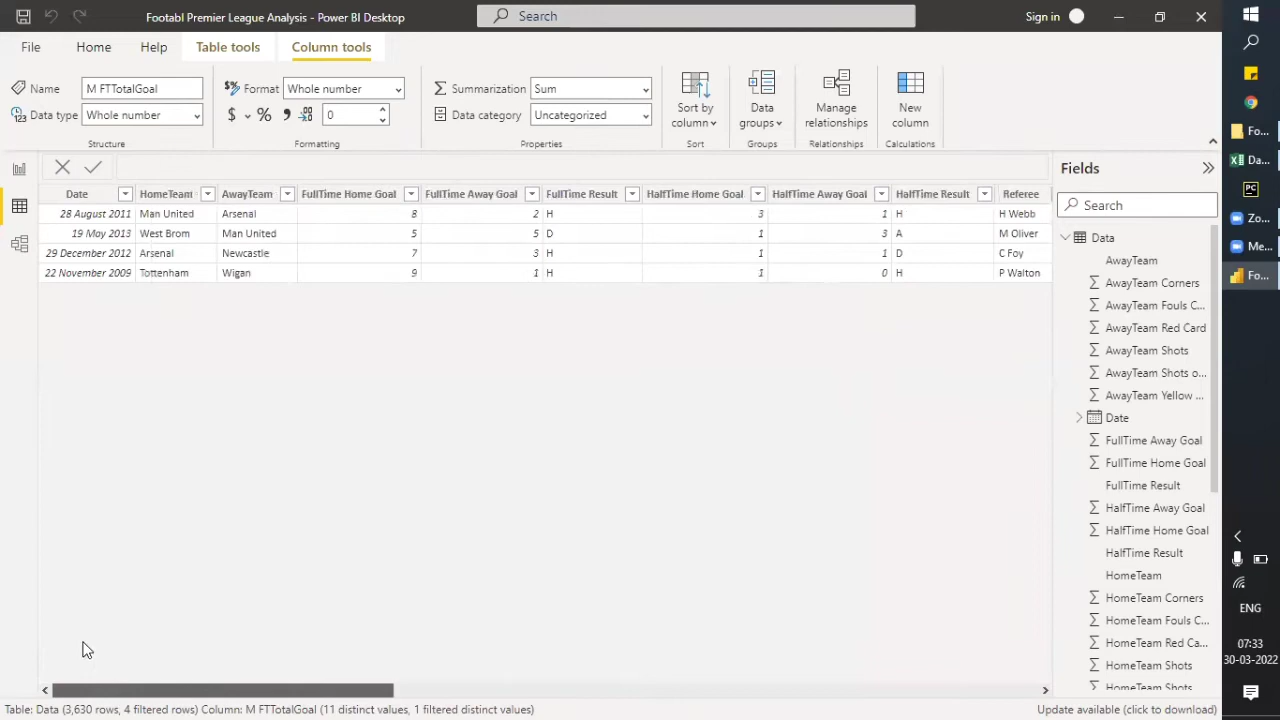 Footabl Premier League Analysis - Power BI Desktop
Search
Sign in
File
Home
Help
Table tools
Column tools
Name
M FTTotalGoal
Format
Whole number
Summarization
Sum
Data type
Whole number
$
%
0
Data category
Uncategorized
Sort by column
Data groups
Manage relationships
New column
Structure
Formatting
Properties
Sort
Groups
Relationships
Calculations
Date HomeTeam AwayTeam FullTime Home Goal FullTime Away Goal FullTime Result HalfTime Home Goal HalfTime Away Goal HalfTime Result Referee
28 August 2011 Man United Arsenal 8 2 H 3 1 H H Webb
19 May 2013 West Brom Man United 5 5 D 1 3 A M Oliver
29 December 2012 Arsenal Newcastle 7 3 H 1 1 D C Foy
22 November 2009 Tottenham Wigan 9 1 H 1 0 H P Walton
Fields
Search
Data
AwayTeam
AwayTeam Corners
AwayTeam Fouls C...
AwayTeam Red Card
AwayTeam Shots
AwayTeam Shots o...
AwayTeam Yellow ...
Date
FullTime Away Goal
FullTime Home Goal
FullTime Result
HalfTime Away Goal
HalfTime Home Goal
HalfTime Result
HomeTeam
HomeTeam Corners
HomeTeam Fouls C...
HomeTeam Red Ca...
HomeTeam Shots
HomeTeam Shots
Table: Data (3,630 rows, 4 filtered rows) Column: M FTTotalGoal (11 distinct values, 1 filtered distinct values)
Update available (click to download)
Fo...
Da...
PC
Zo...
Me...
Fo...
ENG
07:33
30-03-2022